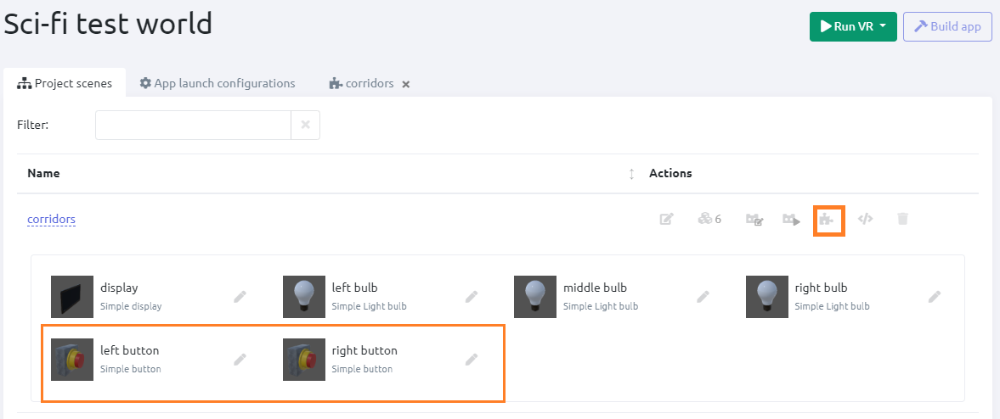 Sci-fi test world
Run VR
Build app
Project scenes
App launch configurations
corridors
Filter:
Name
Actions
corridors
6
display
Simple display
left bulb
Simple Light bulb
middle bulb
Simple Light bulb
right bulb
Simple Light bulb
left button
Simple button
right button
Simple button